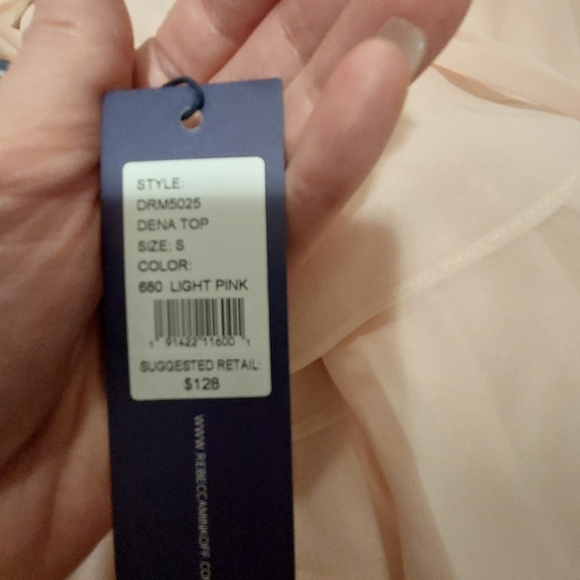 STYLE:
DRM5025
DENA TOP
SIZE: S
COLOR:
680 LIGHT PINK
1 91422 11600 1
SUGGESTED RETAIL:
$128
WWW.REBECCAMINKOFF.CO